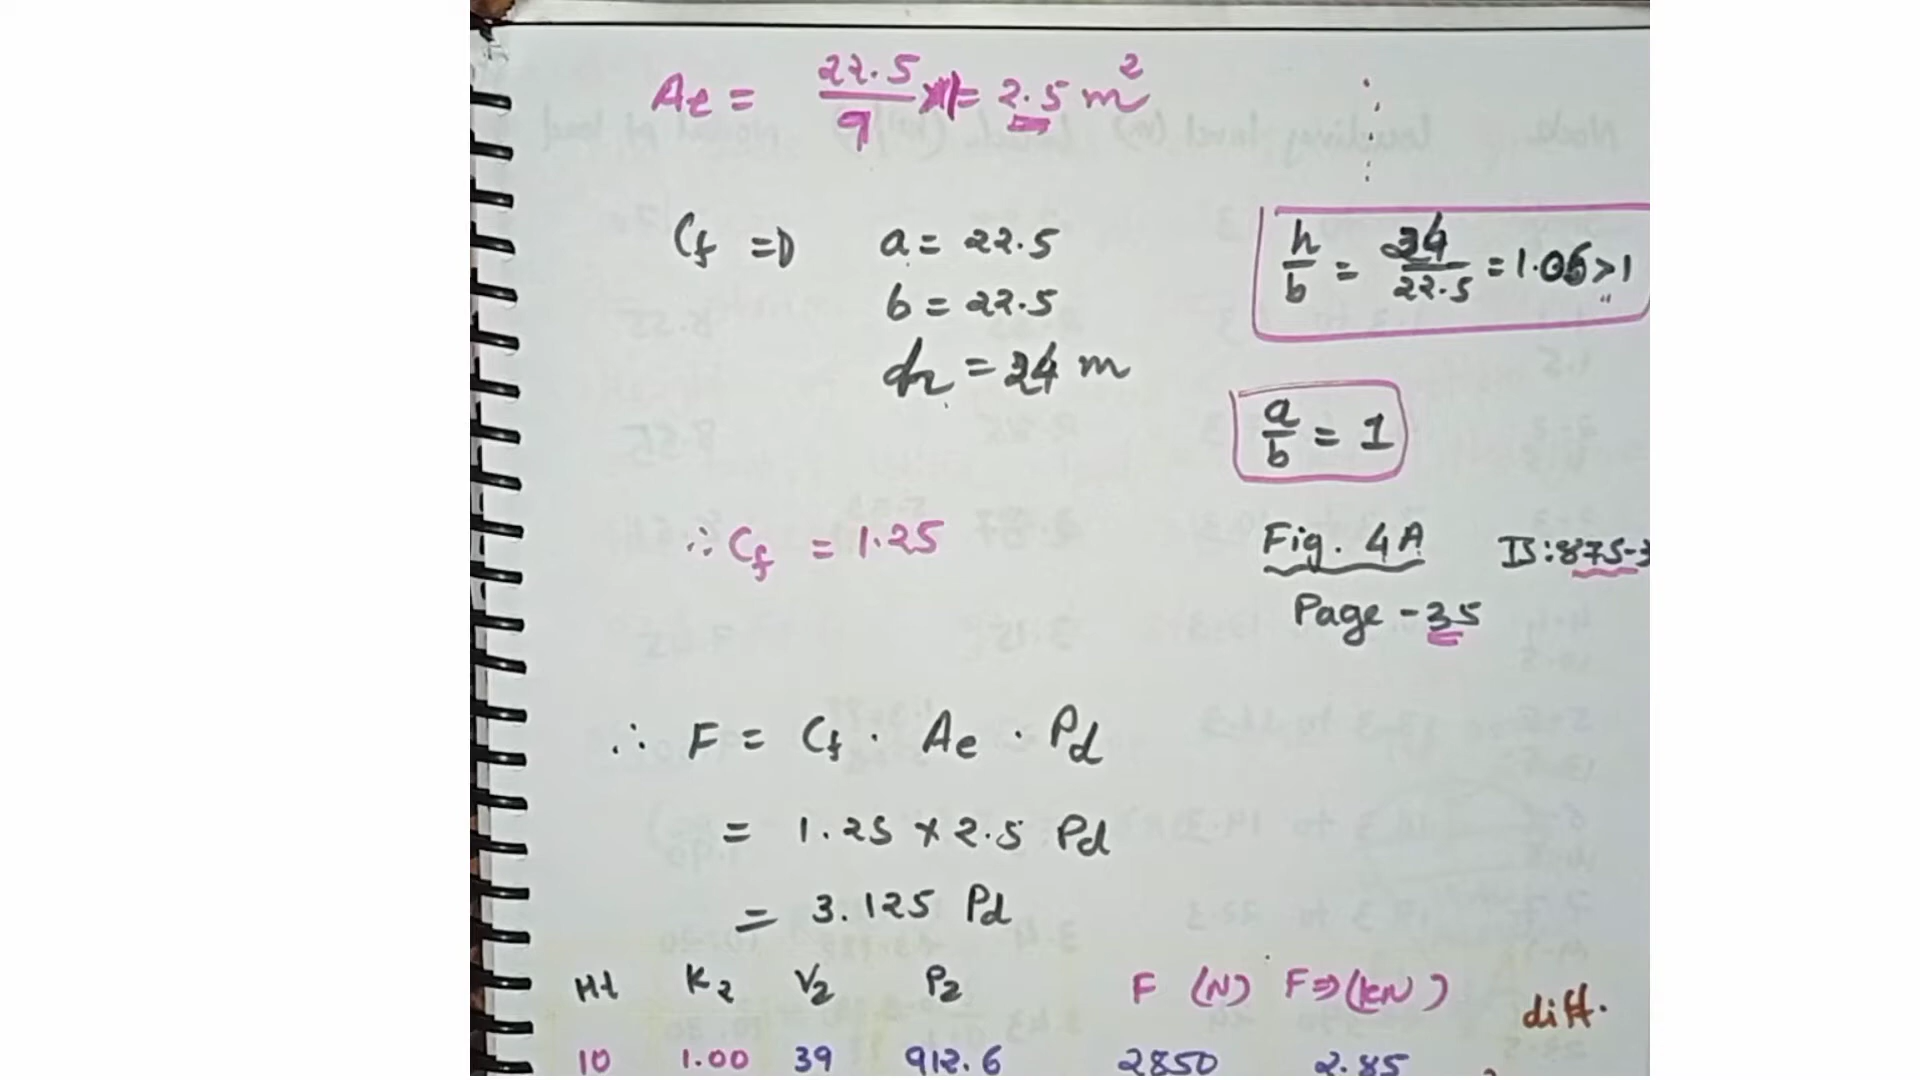 Ae = 22.5/9 = 2.5 m²
Cf => a = 22.5
b = 22.5
h = 24 m
h/b = 24/22.5 = 1.06 > 1
a/b = 1
∴ Cf = 1.25
Fig. 4A IS:875-3
Page - 35
∴ F = Cf . Ae . Pd
= 1.25 x 2.5 Pd
= 3.125 Pd
Ht K2 Vz Pz F (N) F⇒(kN) diff.
10 1.00 39 912.6 2850 2.85